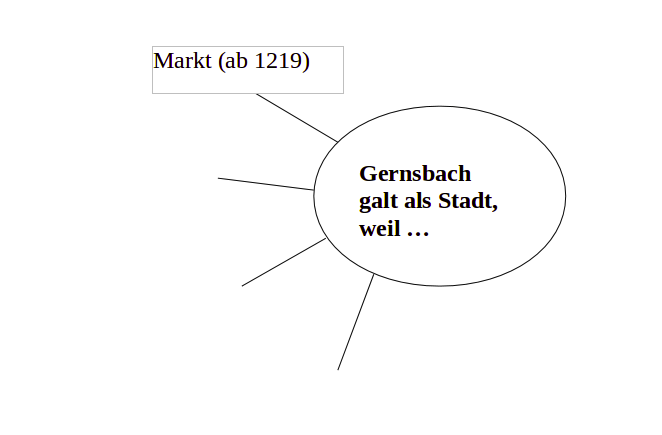 Markt (ab 1219)
Gernsbach
galt als Stadt,
weil …